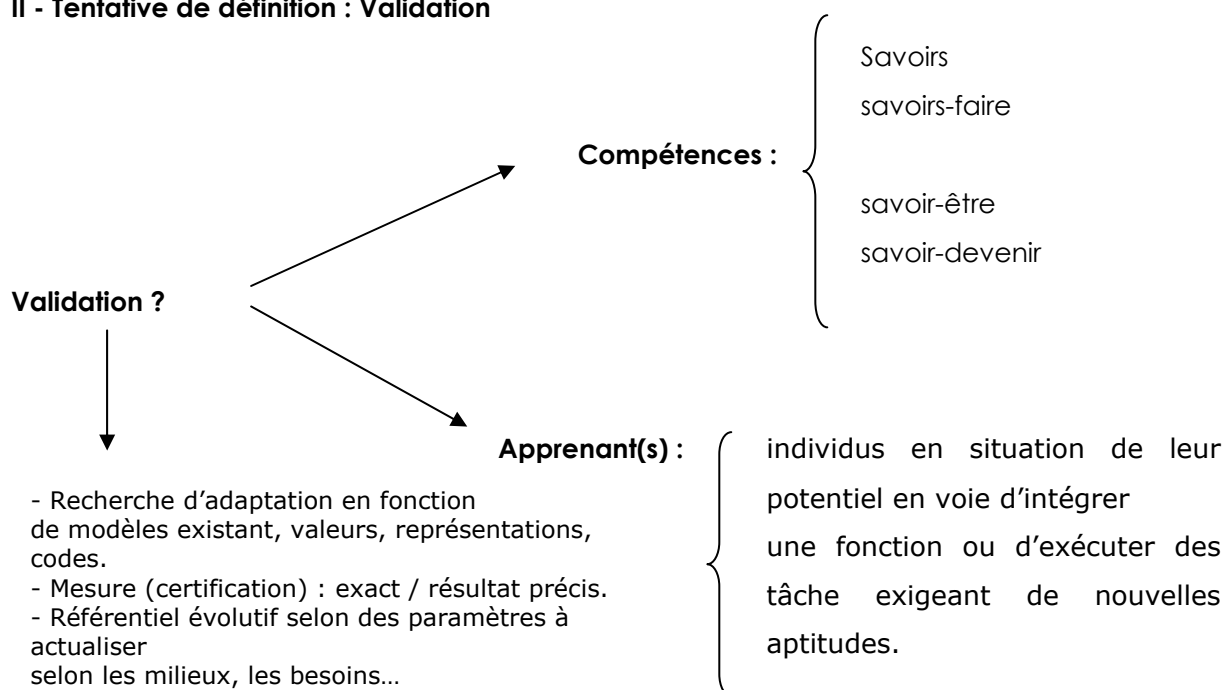 II - Tentative de définition : Validation
Savoirs
savoirs-faire
Compétences :
savoir-être
savoir-devenir
Validation ?
Apprenant(s) :
individus en situation de leur
potentiel en voie d'intégrer
une fonction ou d'exécuter des
tâche exigeant de nouvelles
aptitudes.
- Recherche d'adaptation en fonction
de modèles existant, valeurs, représentations,
codes.
- Mesure (certification) : exact / résultat précis.
- Référentiel évolutif selon des paramètres à
actualiser
selon les milieux, les besoins…